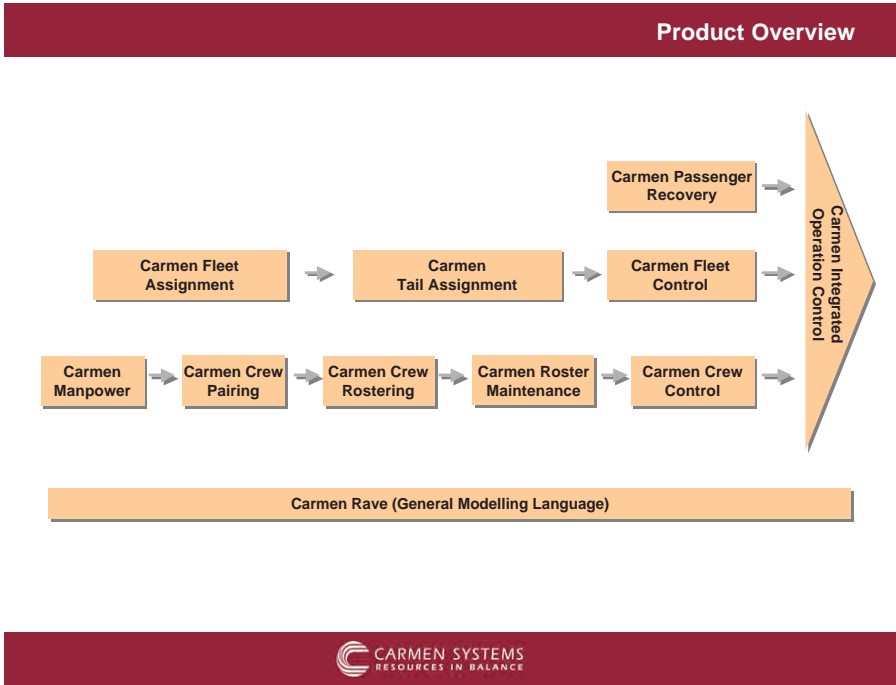 Product Overview
Carmen Passenger
Recovery
Carmen Fleet
Assignment
Carmen
Tail Assignment
Carmen Fleet
Control
Carmen Integrated
Operation Control
Carmen
Manpower
Carmen Crew
Pairing
Carmen Crew
Rostering
Carmen Roster
Maintenance
Carmen Crew
Control
Carmen Rave (General Modelling Language)
CARMEN SYSTEMS
RESOURCES IN BALANCE